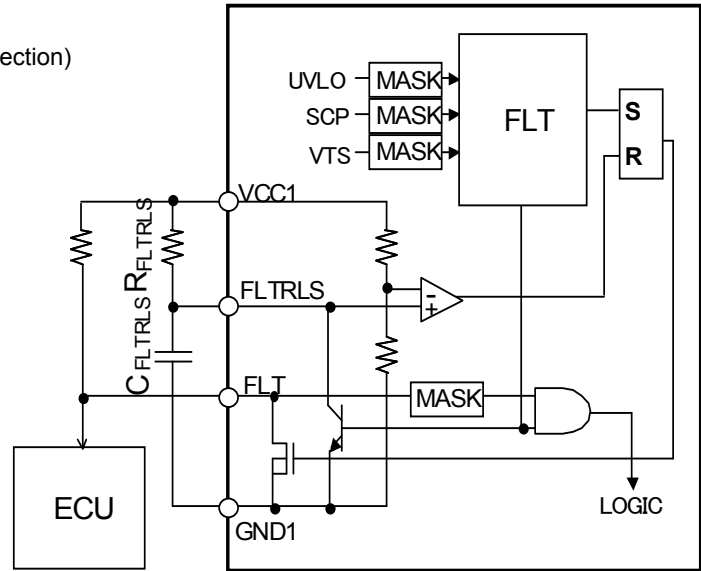 ection)
UVLO MASK
SCP MASK
VTS MASK
FLT
S
R
VCC1
RFLTRLS
CFLTRLS
FLTRLS
FLT
MASK
ECU
GND1
LOGIC
-
+